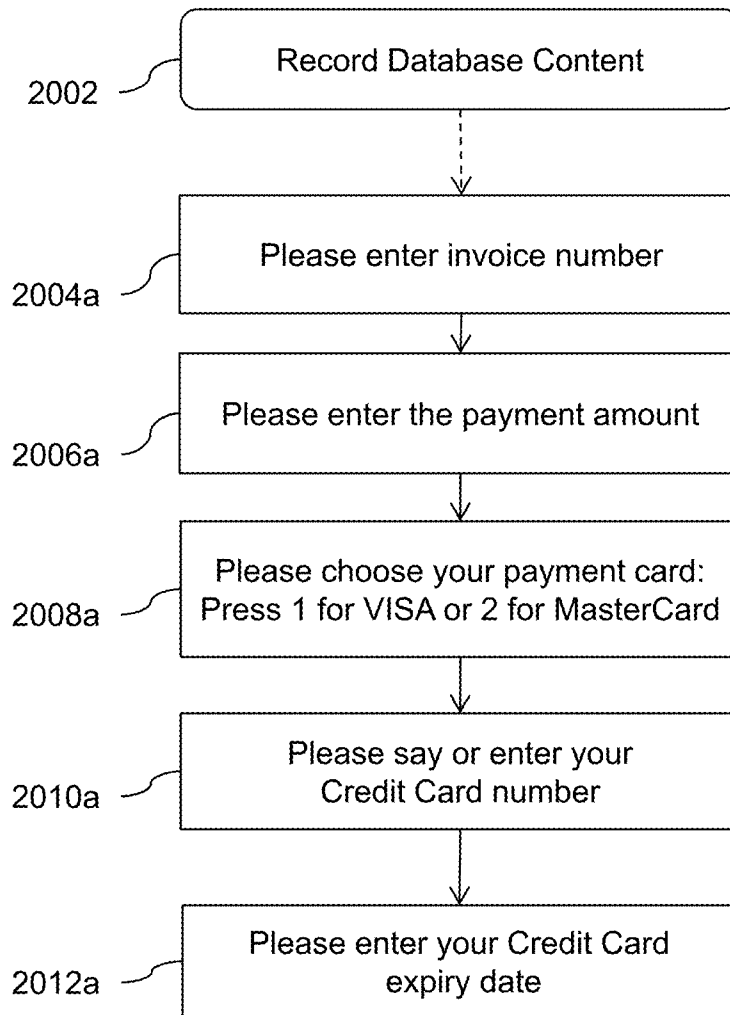 Record Database Content
2002
Please enter invoice number
2004a
Please enter the payment amount
2006a
Please choose your payment card:
Press 1 for VISA or 2 for MasterCard
2008a
Please say or enter your
Credit Card number
2010a
Please enter your Credit Card
expiry date
2012a